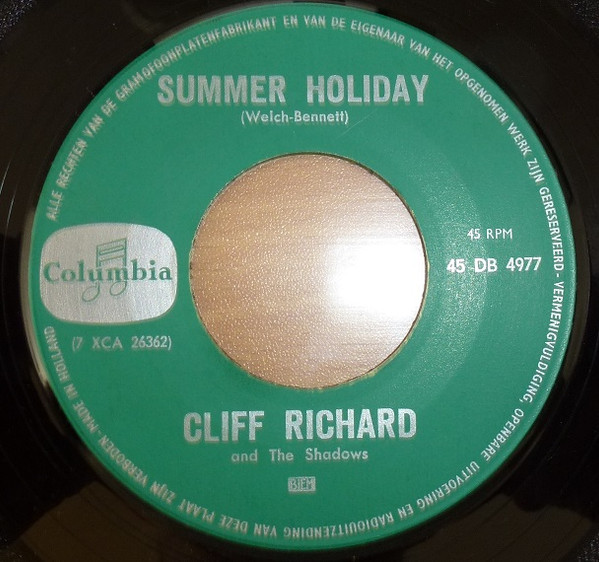 ALLE RECHTEN VAN DE GRAMOFOONPLATENFABRIKANT EN VAN DE EIGENAAR VAN HET OPGENOMEN WERK ZIJN GERESERVEERD - VERMENIGVULDIGING, OPENBARE UITVOERING EN RADIOUITZENDING VAN DEZE PLAAT ZIJN VERBODEN - MADE IN HOLLAND
SUMMER HOLIDAY
(Welch-Bennett)
45 RPM
Columbia
45 DB 4977
(7 XCA 26362)
CLIFF RICHARD
and The Shadows
BIEM